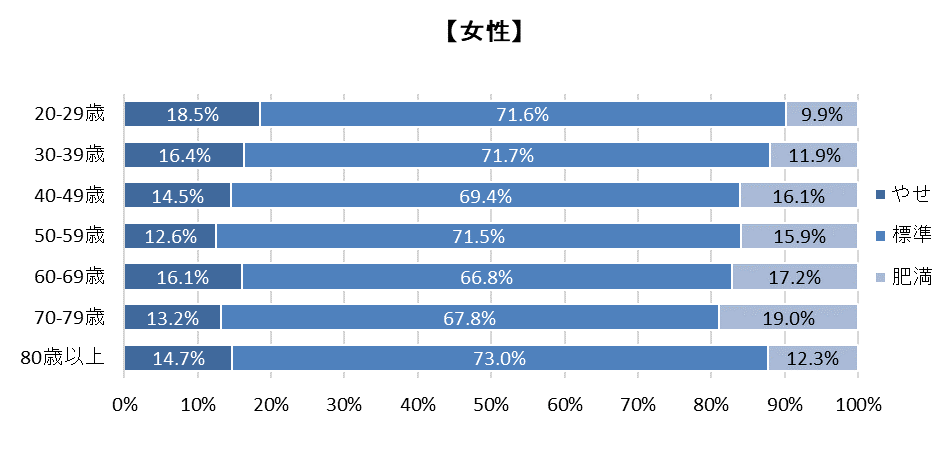 【女性】
20-29歳 18.5% 71.6% 9.9%
30-39歳 16.4% 71.7% 11.9%
40-49歳 14.5% 69.4% 16.1%
50-59歳 12.6% 71.5% 15.9%
60-69歳 16.1% 66.8% 17.2%
70-79歳 13.2% 67.8% 19.0%
80歳以上 14.7% 73.0% 12.3%
0% 10% 20% 30% 40% 50% 60% 70% 80% 90% 100%
やせ
標準
肥満